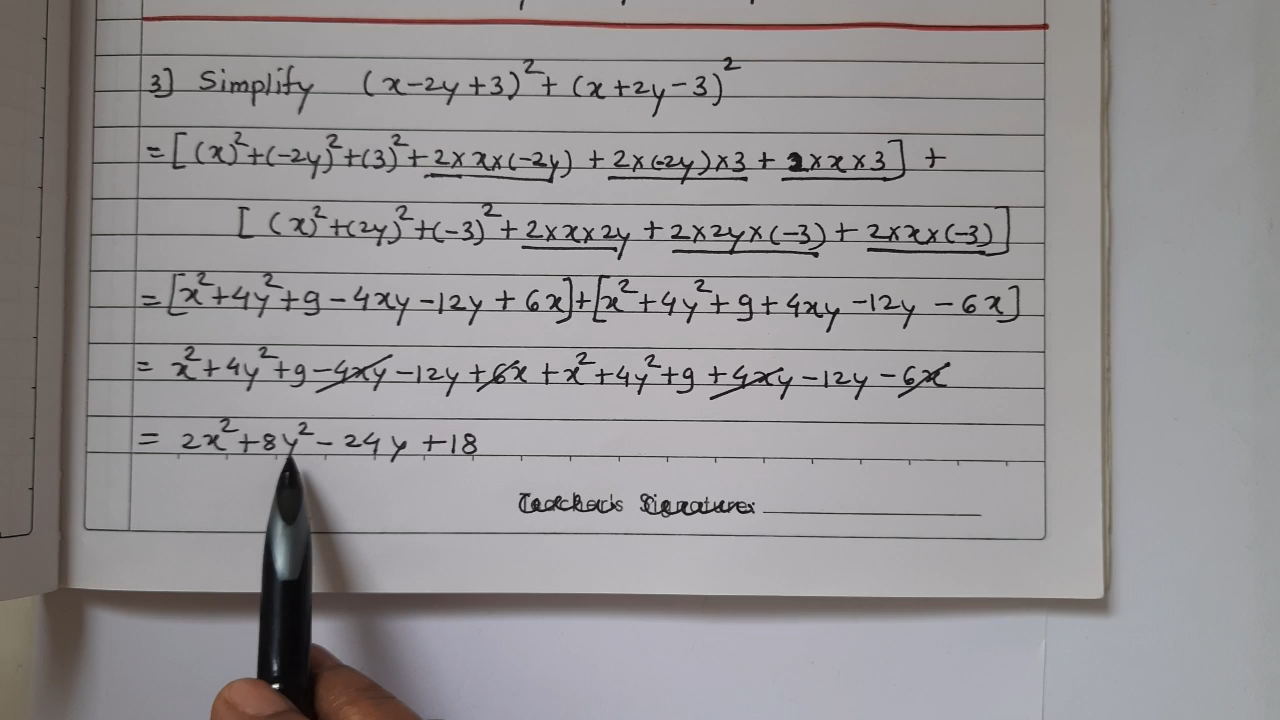 3] Simplify (x-2y+3)² + (x+2y-3)²
= [(x)²+(-2y)²+(3)²+2×x×(-2y) + 2×(-2y)×3 + 2×x×3] +
[(x)²+(2y)²+(-3)²+2×x×2y + 2×2y×(-3) + 2×x×(-3)]
= [x²+4y²+9-4xy-12y+6x]+[x²+4y²+9+4xy-12y-6x]
= x²+4y²+9-4xy-12y+6x+x²+4y²+9+4xy-12y-6x
= 2x²+8y²-24y+18
Teacher's Signature: